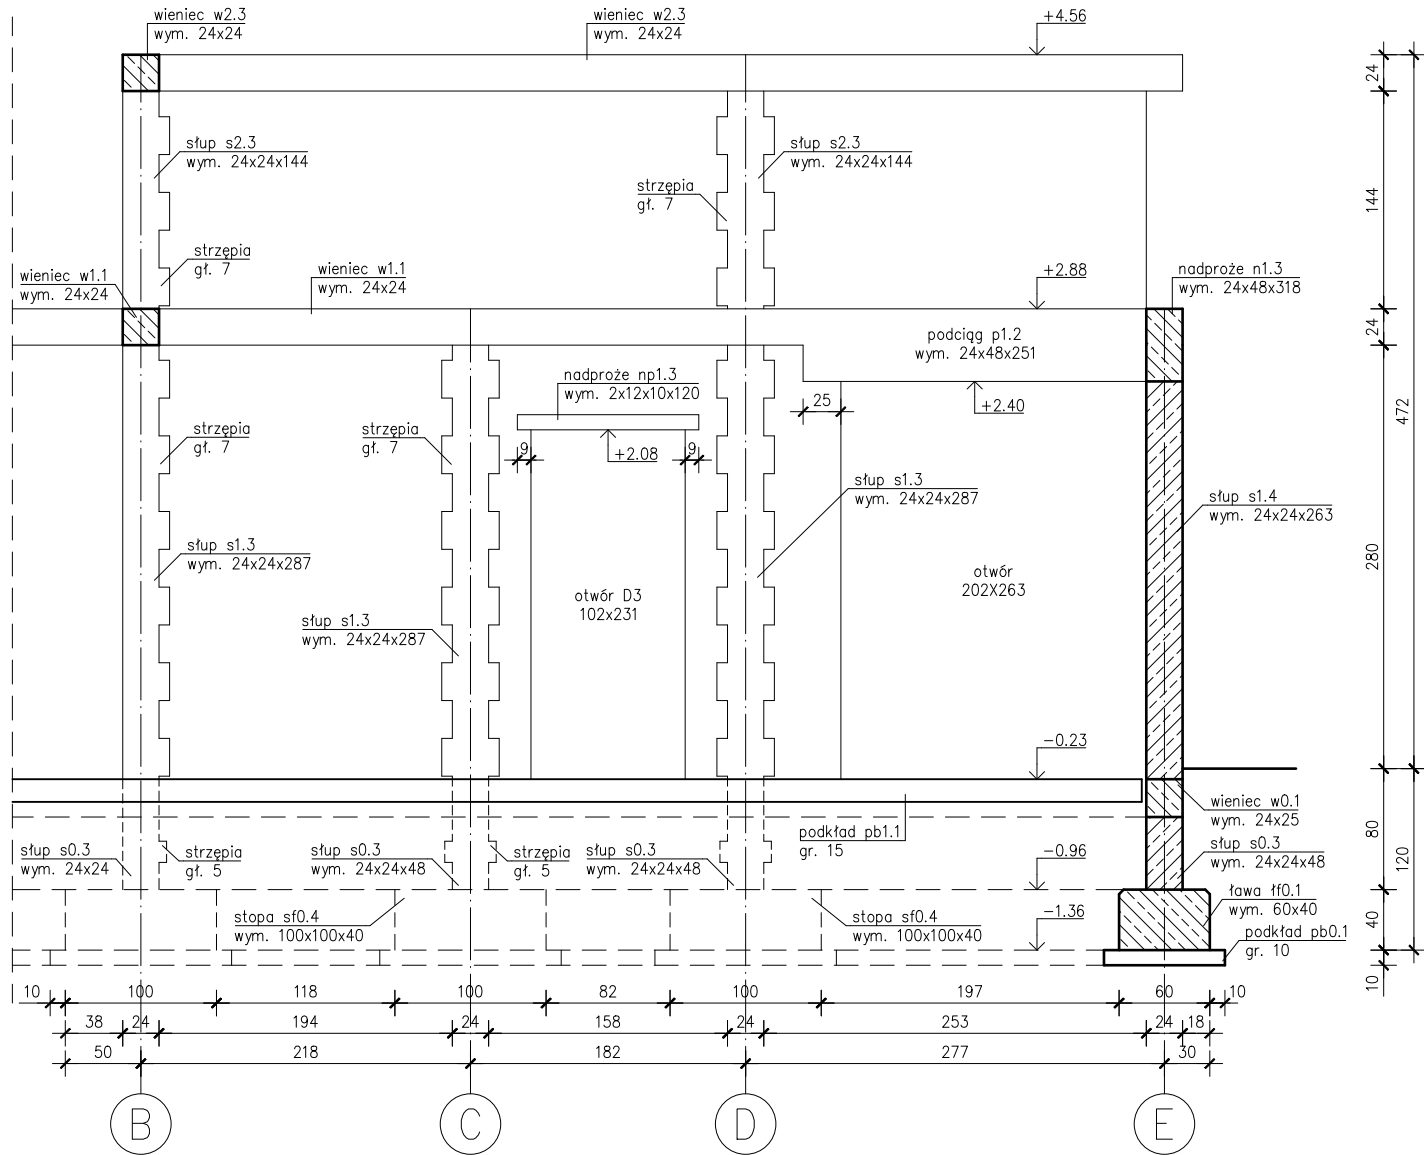 wieniec w2.3
wym. 24x24
wieniec w2.3
wym. 24x24
+4.56
24
słup s2.3
wym. 24x24x144
słup s2.3
wym. 24x24x144
strzępia
gł. 7
144
strzępia
gł. 7
wieniec w1.1
wym. 24x24
wieniec w1.1
wym. 24x24
+2.88
nadproże n1.3
wym. 24x48x318
24
podciąg p1.2
wym. 24x48x251
nadproże np1.3
wym. 2x12x10x120
25
+2.40
472
strzępia
gł. 7
strzępia
gł. 7
9
+2.08
9
słup s1.3
wym. 24x24x287
słup s1.4
wym. 24x24x263
słup s1.3
wym. 24x24x287
280
otwór
202X263
otwór D3
102x231
słup s1.3
wym. 24x24x287
-0.23
wieniec w0.1
wym. 24x25
podkład pb1.1
gr. 15
80
120
słup s0.3
wym. 24x24
strzępia
gł. 5
słup s0.3
wym. 24x24x48
strzępia
gł. 5
słup s0.3
wym. 24x24x48
-0.96
słup s0.3
wym. 24x24x48
ława łf0.1
wym. 60x40
stopa sf0.4
wym. 100x100x40
stopa sf0.4
wym. 100x100x40
-1.36
40
podkład pb0.1
gr. 10
10
10 100 118 100 82 100 197 60 10
38 24 194 24 158 24 253 24 18
50 218 182 277 30
B C D E